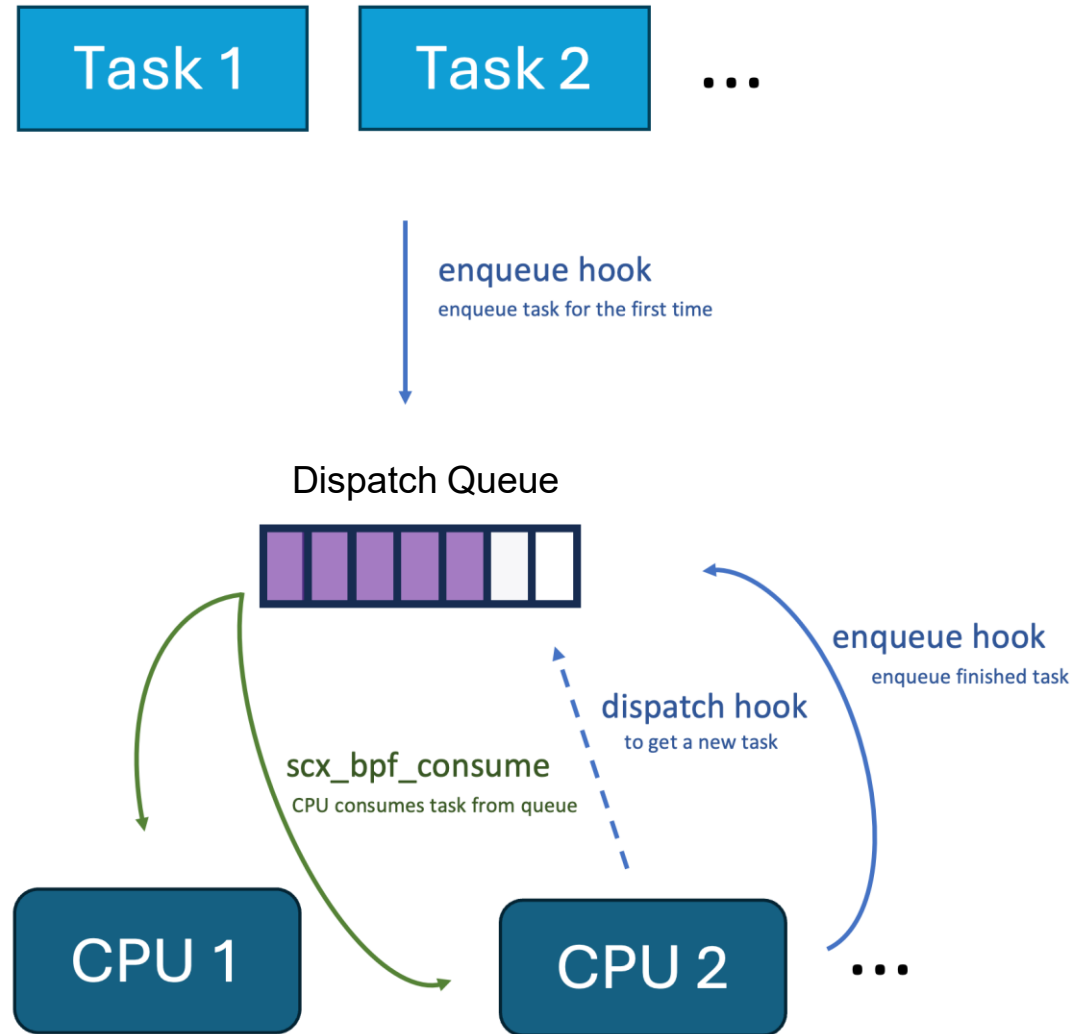 Task 1
Task 2
...
enqueue hook
enqueue task for the first time
Dispatch Queue
enqueue hook
enqueue finished task
dispatch hook
to get a new task
scx_bpf_consume
CPU consumes task from queue
CPU 1
CPU 2
...